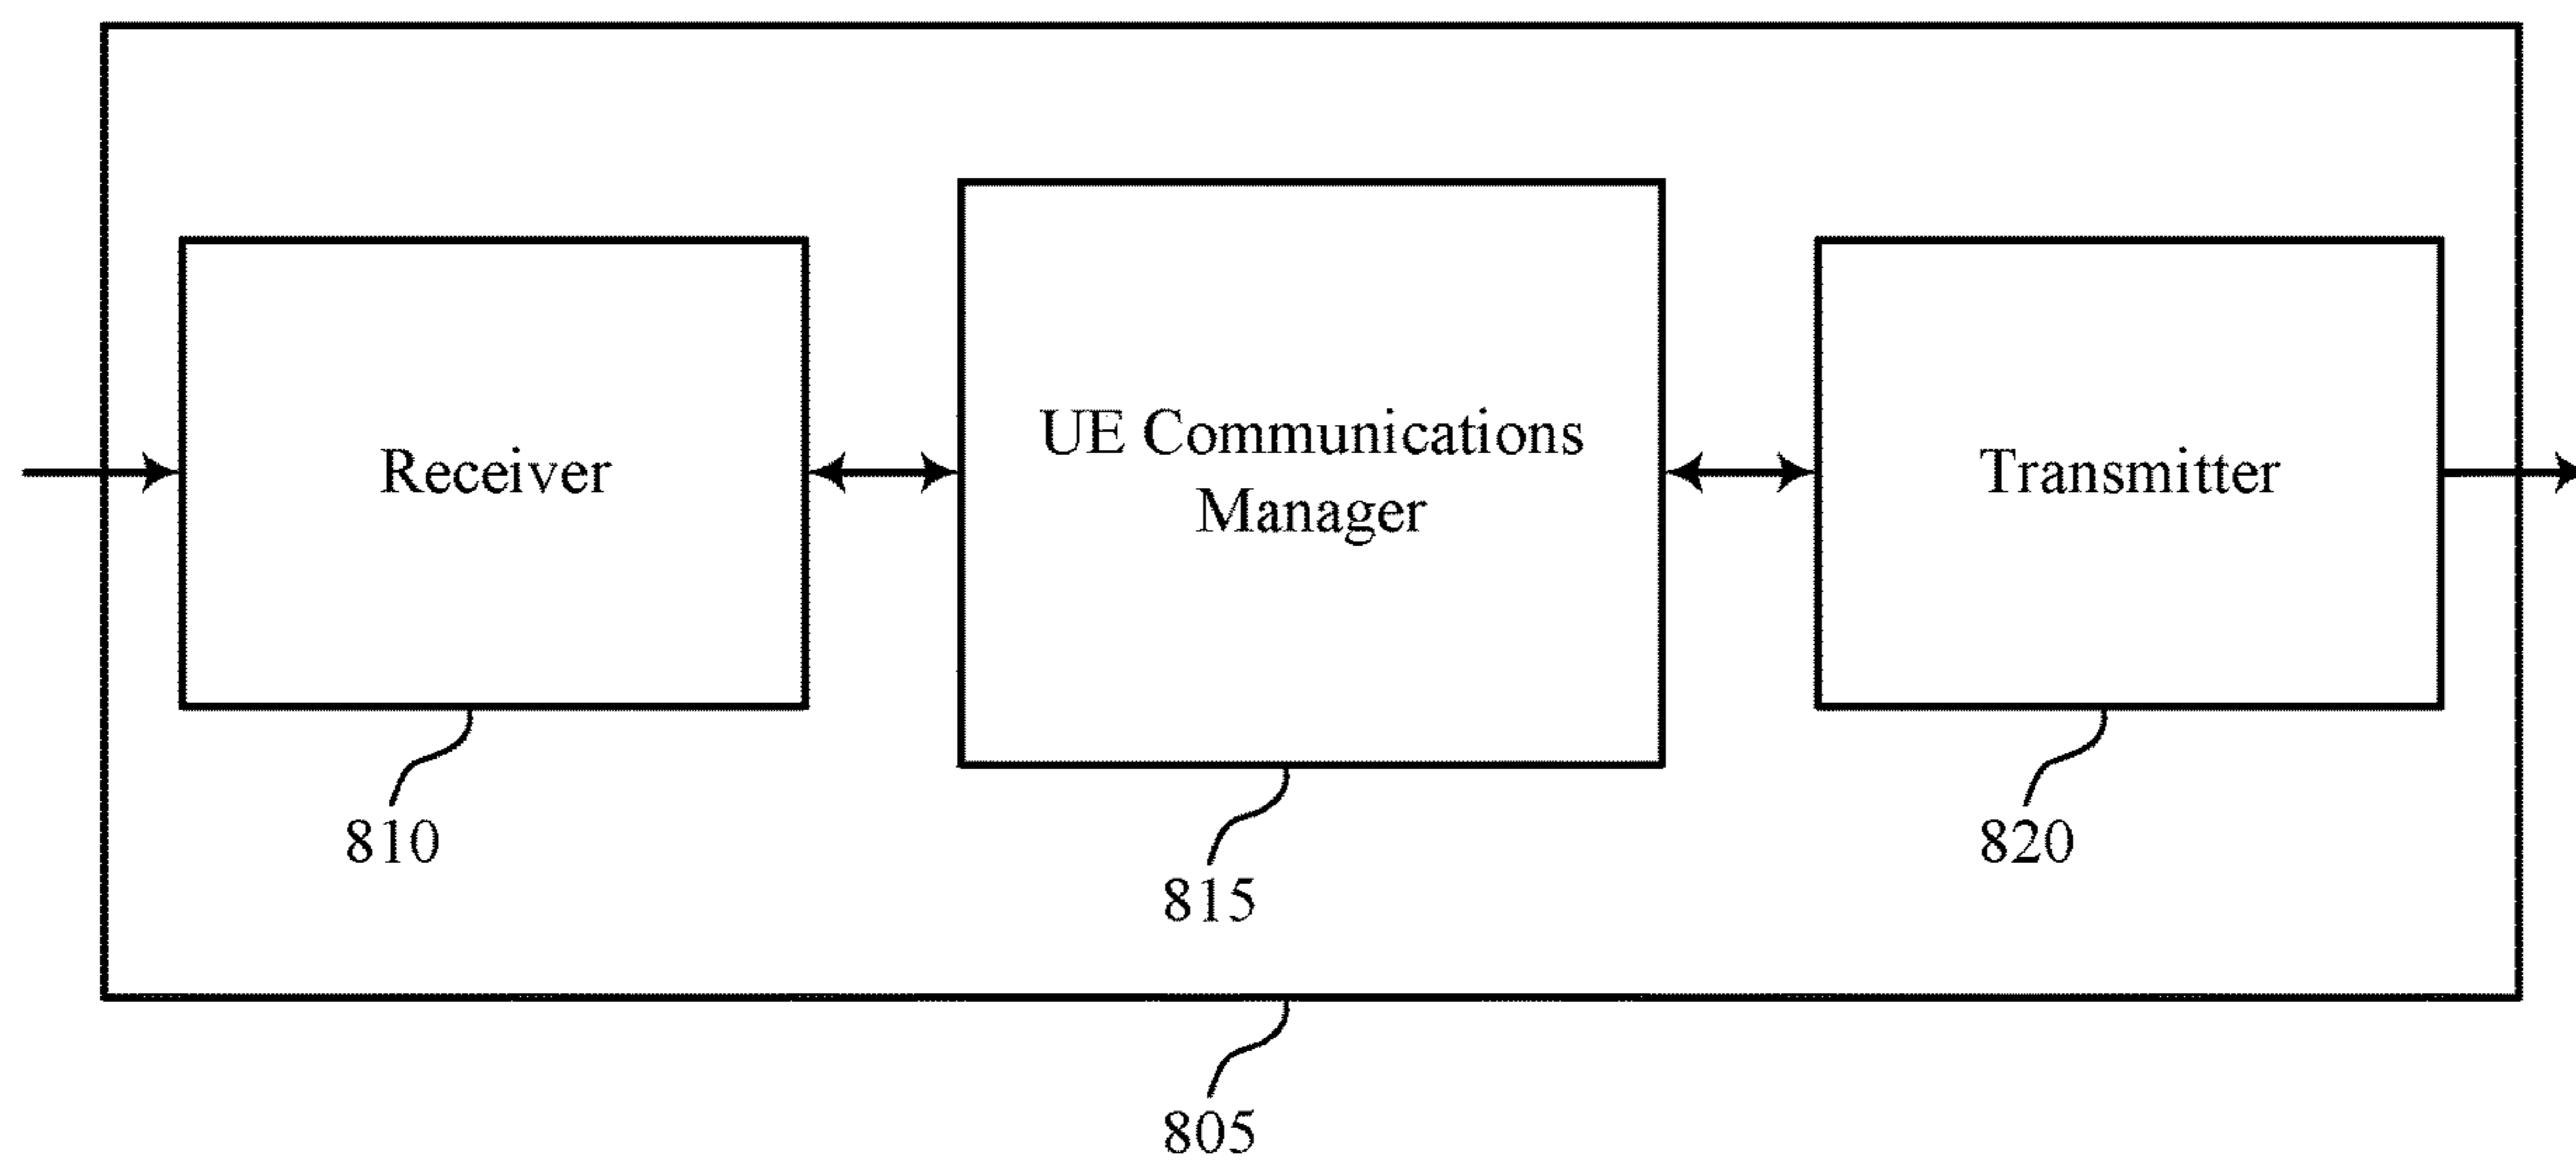 Receiver
UE Communications
Manager
Transmitter
810
815
820
805